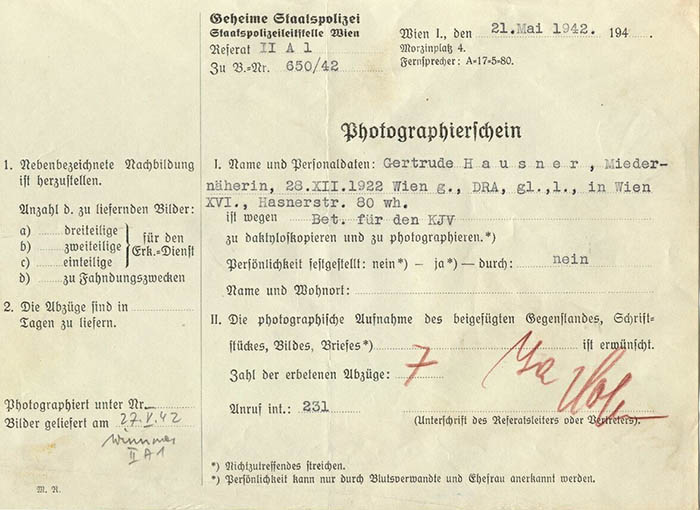 Geheime Staatspolizei
Staatspolizeileitstelle Wien
Referat II A 1
Zu B.-Nr. 650/42
Wien I., den 21.Mai 1942. 194
Morzinplatz 4.
Fernsprecher: A=17=5=80.
Photographierschein
1. Nebenbezeichnete Nachbildung
ist herzustellen.
Anzahl d. zu liefernden Bilder:
a) dreiteilige
b) zweiteilige
c) einteilige
für den
Erk.=Dienst
d) zu Fahndungszwecken
2. Die Abzüge sind in
Tagen zu liefern.
Photographiert unter Nr.
Bilder geliefert am 27.V.42
II A1
M. R.
I. Name und Personaldaten: Gertrude Hausner, Mieder-
näherin, 28.XII.1922 Wien g., DRA, gl.,l., in Wien
XVI., Hasnerstr. 80 wh.
ist wegen Bet. für den KJV
zu daktyloskopieren und zu photographieren.*)
Persönlichkeit festgestellt: nein*) – ja*) – durch: nein
Name und Wohnort:
II. Die photographische Aufnahme des beigefügten Gegenstandes, Schrift=
stückes, Bildes, Briefes*) ist erwünscht.
Zahl der erbetenen Abzüge: 7
Ja
Anruf int.: 231
(Unterschrift des Referatsleiters oder Vertreters).
*) Nichtzutreffendes streichen.
*) Persönlichkeit kann nur durch Blutsverwandte und Ehefrau anerkannt werden.